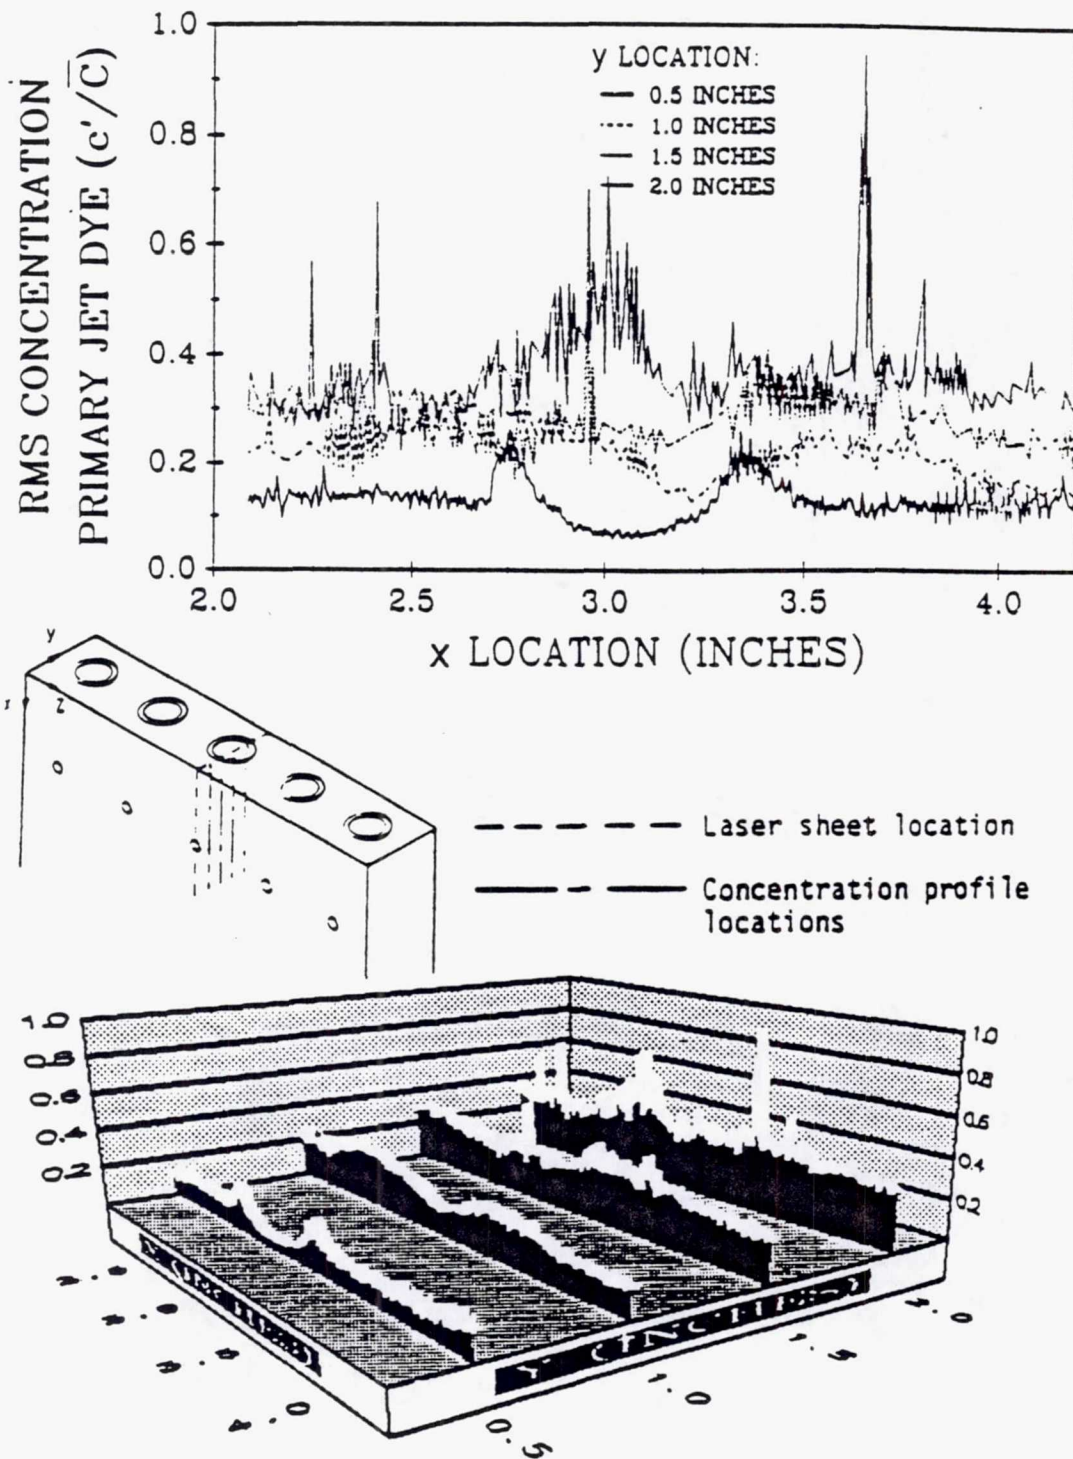 RMS CONCENTRATION
PRIMARY JET DYE (c'/C̅)
1.0
0.8
0.6
0.4
0.2
0.0
y LOCATION:
0.5 INCHES
1.0 INCHES
1.5 INCHES
2.0 INCHES
2.0
2.5
3.0
3.5
4.0
x LOCATION (INCHES)
y
x
z
Laser sheet location
Concentration profile
locations
1.0
0.8
0.6
0.4
0.2
1.0
0.8
0.6
0.4
0.2
4.0
Y (INCHES)
0.5
1.0
1.5
2.0